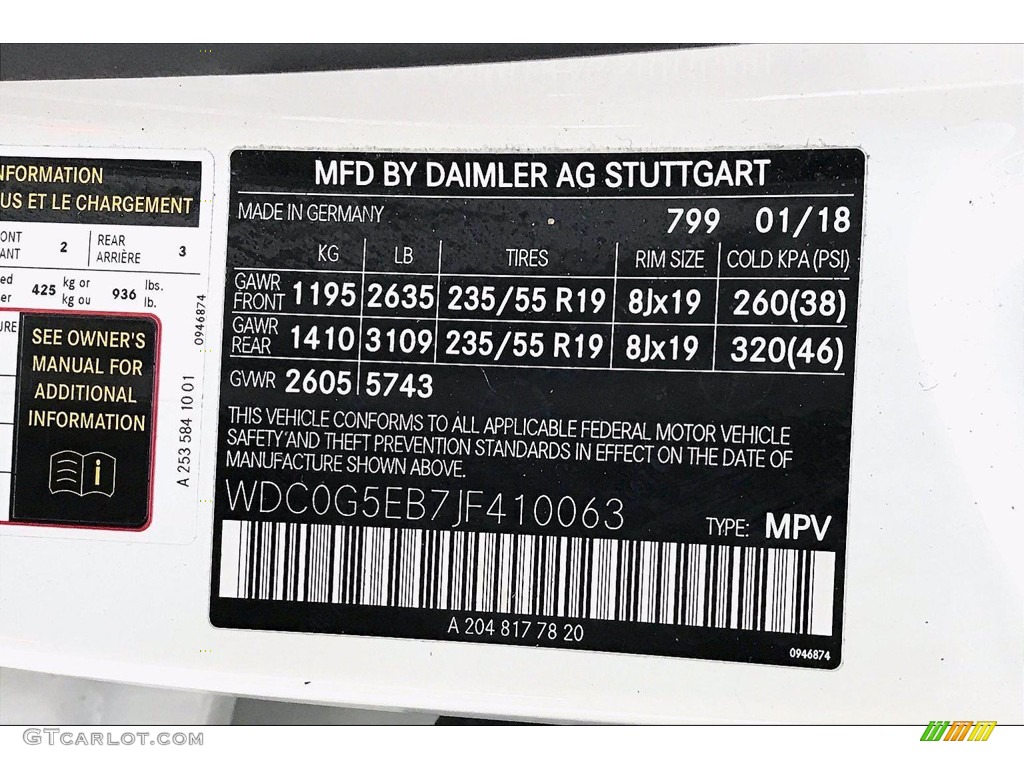 NFORMATION
US ET LE CHARGEMENT
ONT
ANT
2
REAR
ARRIÈRE
3
425 kg or 936 lbs.
kg ou lb.
SEE OWNER'S
MANUAL FOR
ADDITIONAL
INFORMATION
i
0946874
A 253 584 10 01
MFD BY DAIMLER AG STUTTGART
MADE IN GERMANY 799 01/18
KG LB TIRES RIM SIZE COLD KPA (PSI)
GAWR FRONT 1195 2635 235/55 R19 8Jx19 260(38)
GAWR REAR 1410 3109 235/55 R19 8Jx19 320(46)
GVWR 2605 5743
THIS VEHICLE CONFORMS TO ALL APPLICABLE FEDERAL MOTOR VEHICLE
SAFETY AND THEFT PREVENTION STANDARDS IN EFFECT ON THE DATE OF
MANUFACTURE SHOWN ABOVE.
WDC0G5EB7JF410063 TYPE: MPV
A 204 817 78 20
0946874
GTCARLOT.COM